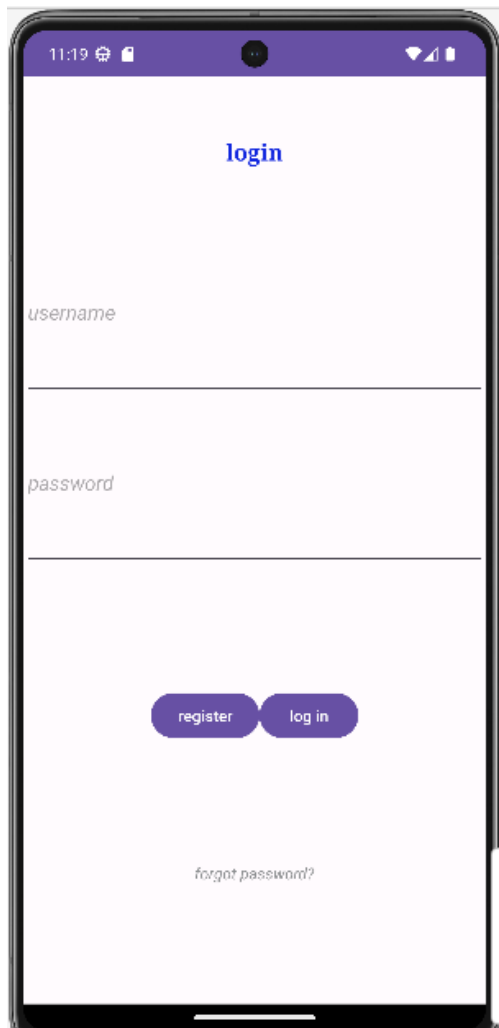 11:19
login
username
password
register log in
forgot password?